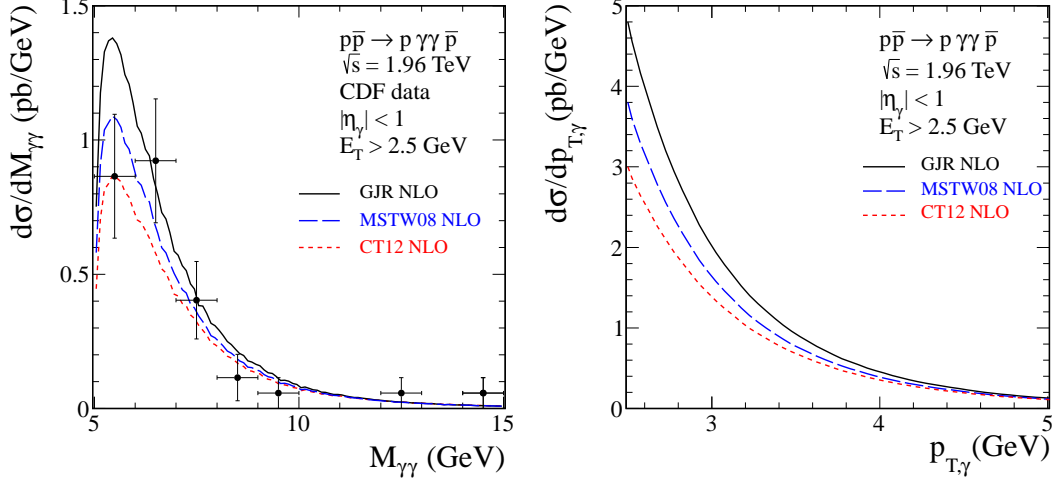 dσ/dM_γγ (pb/GeV)
1.5
1
0.5
0
5
10
15
M_γγ (GeV)
pp̅ → p γγ p̅
√s = 1.96 TeV
CDF data
|η_γ| < 1
E_T > 2.5 GeV
GJR NLO
MSTW08 NLO
CT12 NLO
dσ/dp_T,γ (pb/GeV)
5
4
3
2
1
0
3
4
5
p_T,γ (GeV)
pp̅ → p γγ p̅
√s = 1.96 TeV
|η_γ| < 1
E_T > 2.5 GeV
GJR NLO
MSTW08 NLO
CT12 NLO